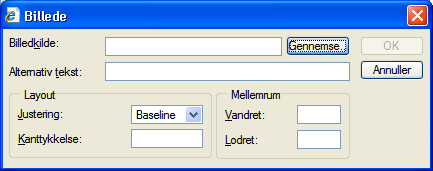 Billede
Billedkilde:
Gennemse...
OK
Alternativ tekst:
Annuller
Layout
Mellemrum
Justering:
Baseline
Vandret:
Kanttykkelse:
Lodret: